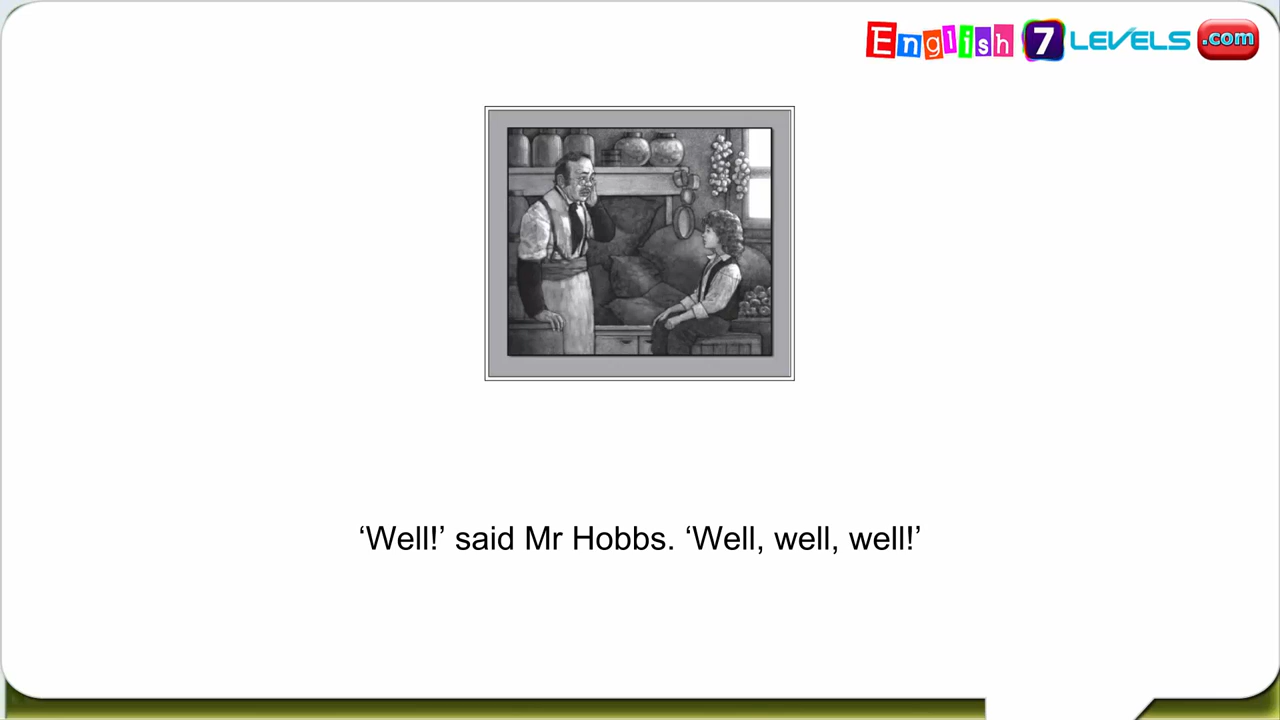 English 7 LEVELS .com
‘Well!’ said Mr Hobbs. ‘Well, well, well!’